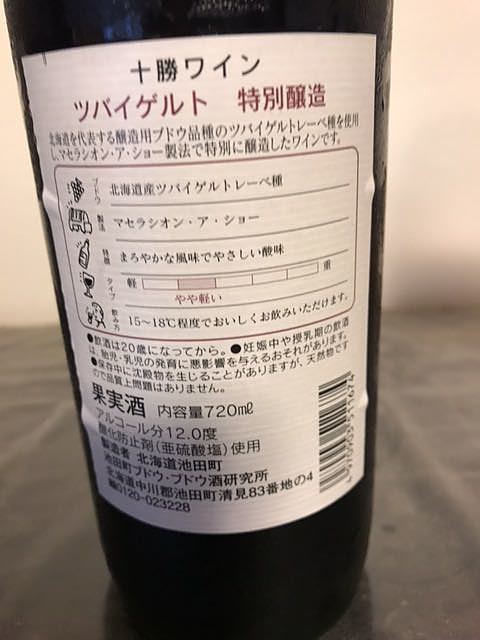 十勝ワイン
ツバイゲルト 特別醸造
北海道を代表する醸造用ブドウ品種のツバイゲルトレーベ種を使用
し、マセラシオン・ア・ショー製法で特別に醸造したワインです。
ブドウ 北海道産ツバイゲルトレーベ種
製法 マセラシオン・ア・ショー
特徴 まろやかな風味でやさしい酸味
タイプ 軽 重
やや軽い
飲み方 15~18℃程度でおいしくお飲みいただけます。
●飲酒は20歳になってから。●妊娠中や授乳期の飲酒
は、胎児・乳児の発育に悪影響を与えるおそれがあります。
●保存中に沈殿物を生じることがありますが、天然物です
ので品質上問題はありません。
果実酒 内容量720㎖
アルコール分12.0度
酸化防止剤(亜硫酸塩)使用
製造者 北海道池田町
池田町ブドウ・ブドウ酒研究所
北海道中川郡池田町清見83番地の4
0120-023228